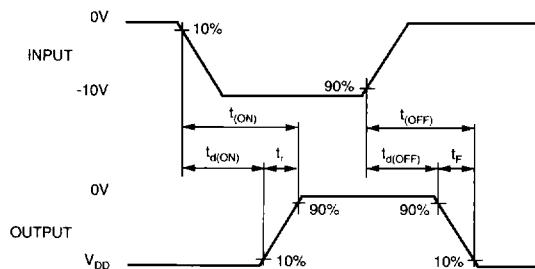 0V
10%
INPUT
-10V
90%
t(ON)
t(OFF)
td(ON)
tr
td(OFF)
tF
0V
90%
90%
OUTPUT
VDD
10%
10%